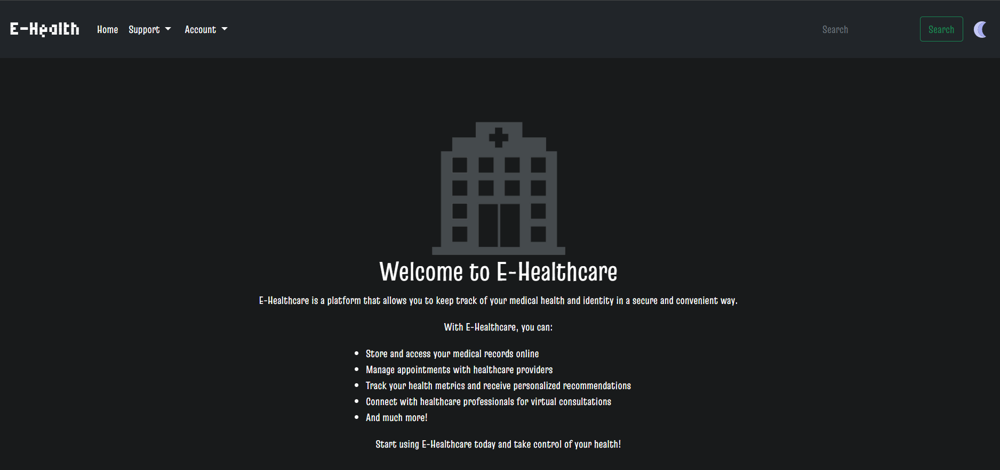 E-Health Home Support Account Search Search
Welcome to E-Healthcare
E-Healthcare is a platform that allows you to keep track of your medical health and identity in a secure and convenient way.
With E-Healthcare, you can:
Store and access your medical records online
Manage appointments with healthcare providers
Track your health metrics and receive personalized recommendations
Connect with healthcare professionals for virtual consultations
And much more!
Start using E-Healthcare today and take control of your health!